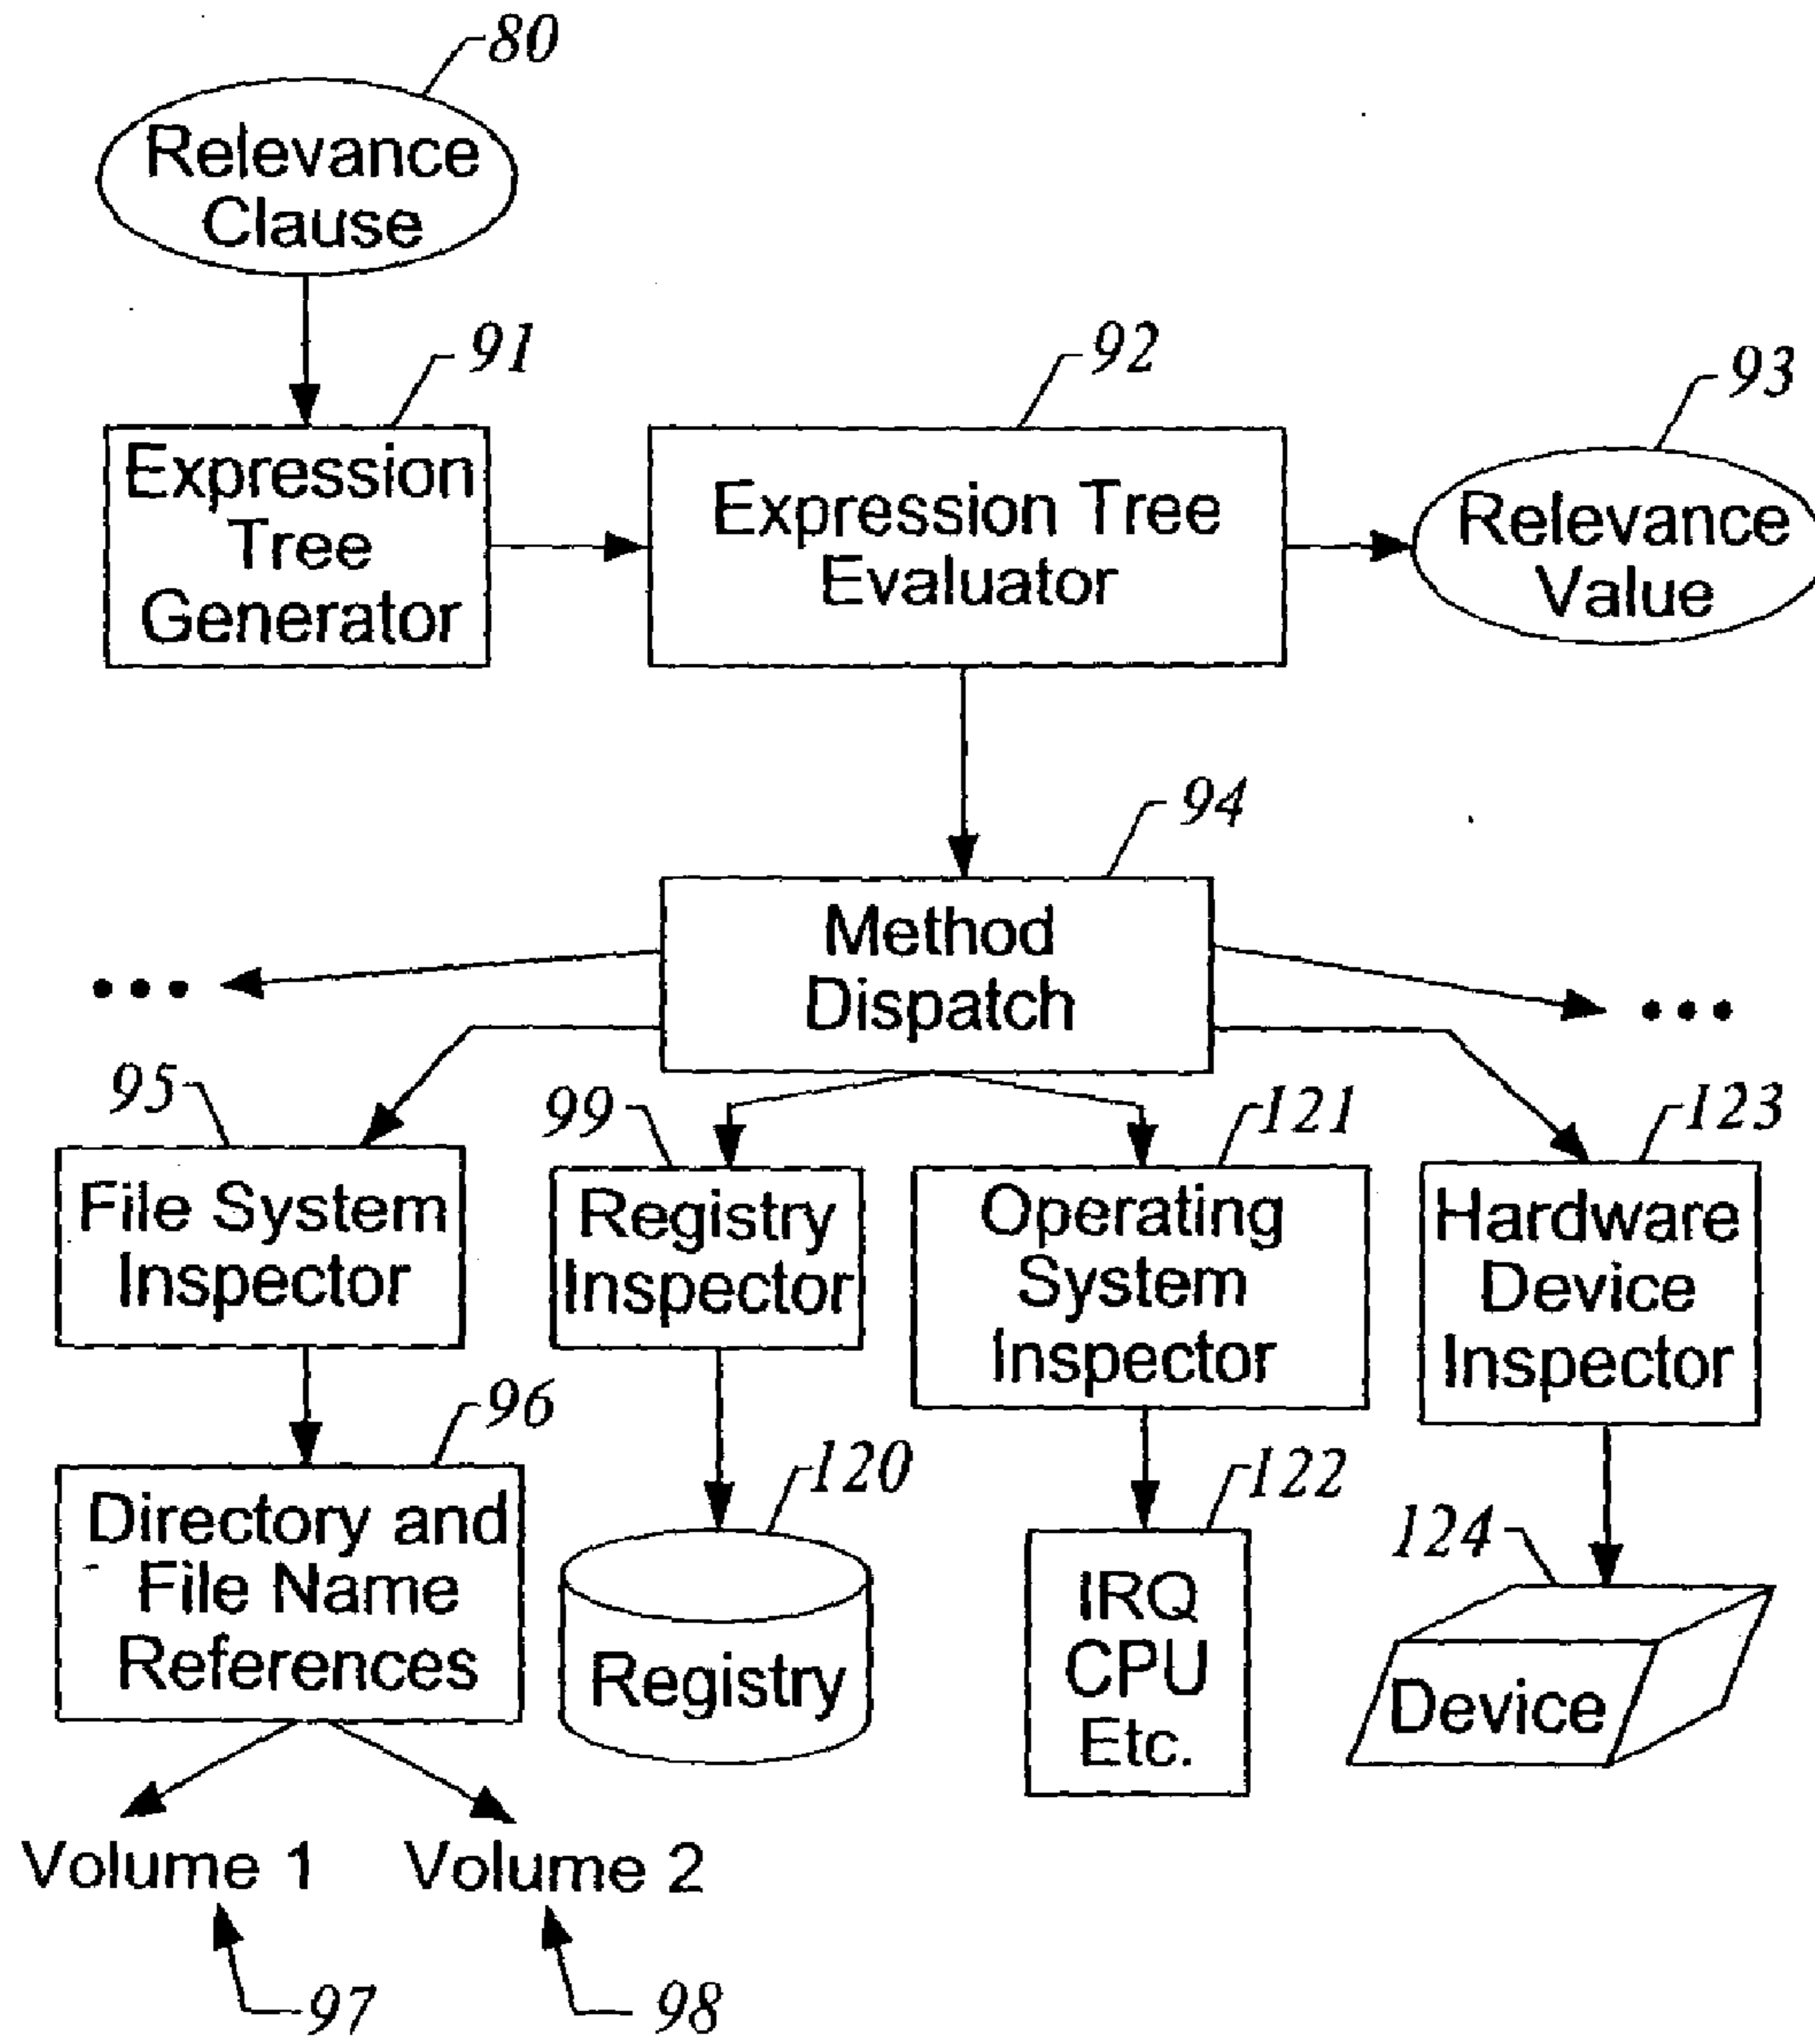 80
Relevance
Clause
91
Expression
Tree
Generator
92
Expression Tree
Evaluator
93
Relevance
Value
94
Method
Dispatch
...
...
95
File System
Inspector
99
Registry
Inspector
121
Operating
System
Inspector
123
Hardware
Device
Inspector
96
Directory and
File Name
References
120
Registry
122
IRQ
CPU
Etc.
124
Device
Volume 1
Volume 2
97
98